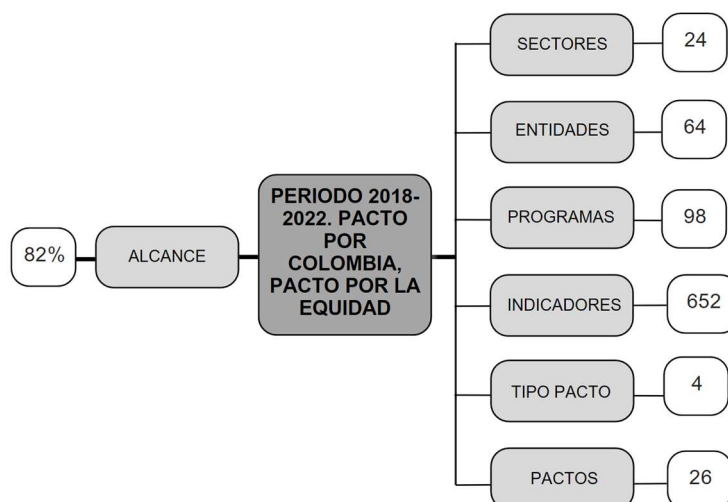 SECTORES
24
ENTIDADES
64
PROGRAMAS
98
PERIODO 2018-
2022. PACTO
POR
COLOMBIA,
PACTO POR LA
EQUIDAD
82%
ALCANCE
INDICADORES
652
TIPO PACTO
4
PACTOS
26